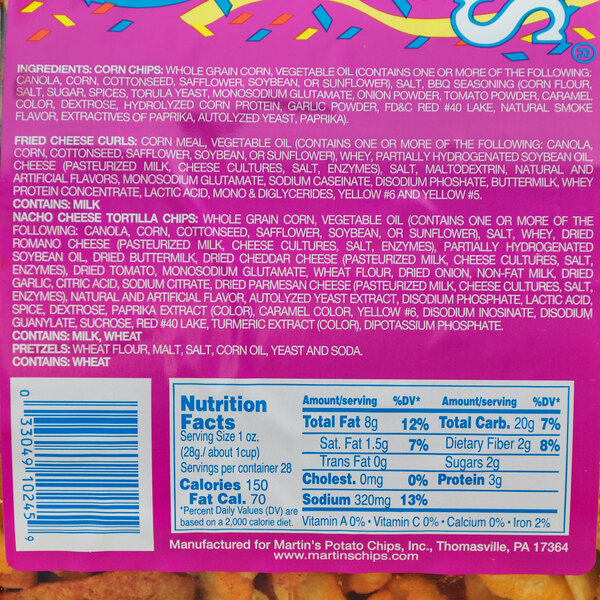 S
®
INGREDIENTS: CORN CHIPS: WHOLE GRAIN CORN, VEGETABLE OIL (CONTAINS ONE OR MORE OF THE FOLLOWING:
CANOLA, CORN, COTTONSEED, SAFFLOWER, SOYBEAN, OR SUNFLOWER), SALT, BBQ SEASONING (CORN FLOUR,
SALT, SUGAR, SPICES, TORULA YEAST, MONOSODIUM GLUTAMATE, ONION POWDER, TOMATO POWDER, CARAMEL
COLOR, DEXTROSE, HYDROLYZED CORN PROTEIN, GARLIC POWDER, FD&C RED #40 LAKE, NATURAL SMOKE
FLAVOR, EXTRACTIVES OF PAPRIKA, AUTOLYZED YEAST, PAPRIKA).
FRIED CHEESE CURLS: CORN MEAL, VEGETABLE OIL (CONTAINS ONE OR MORE OF THE FOLLOWING: CANOLA,
CORN, COTTONSEED, SAFFLOWER, SOYBEAN, OR SUNFLOWER), WHEY, PARTIALLY HYDROGENATED SOYBEAN OIL,
CHEESE (PASTEURIZED MILK, CHEESE CULTURES, SALT, ENZYMES), SALT, MALTODEXTRIN, NATURAL AND
ARTIFICIAL FLAVORS, MONOSODIUM GLUTAMATE, SODIUM CASEINATE, DISODIUM PHOSHATE, BUTTERMILK, WHEY
PROTEIN CONCENTRATE, LACTIC ACID, MONO & DIGLYCERIDES, YELLOW #6 AND YELLOW #5.
CONTAINS: MILK
NACHO CHEESE TORTILLA CHIPS: WHOLE GRAIN CORN, VEGETABLE OIL (CONTAINS ONE OR MORE OF THE
FOLLOWING: CANOLA, CORN, COTTONSEED, SAFFLOWER, SOYBEAN, OR SUNFLOWER), SALT, WHEY, DRIED
ROMANO CHEESE (PASTEURIZED MILK, CHEESE CULTURES, SALT, ENZYMES), PARTIALLY HYDROGENATED
SOYBEAN OIL, DRIED BUTTERMILK, DRIED CHEDDAR CHEESE (PASTEURIZED MILK, CHEESE CULTURES, SALT,
ENZYMES), DRIED TOMATO, MONOSODIUM GLUTAMATE, WHEAT FLOUR, DRIED ONION, NON-FAT MILK, DRIED
GARLIC, CITRIC ACID, SODIUM CITRATE, DRIED PARMESAN CHEESE (PASTEURIZED MILK, CHEESE CULTURES, SALT,
ENZYMES), NATURAL AND ARTIFICIAL FLAVOR, AUTOLYZED YEAST EXTRACT, DISODIUM PHOSPHATE, LACTIC ACID,
SPICE, DEXTROSE, PAPRIKA EXTRACT (COLOR), CARAMEL COLOR, YELLOW #6, DISODIUM INOSINATE, DISODIUM
GUANYLATE, SUCROSE, RED #40 LAKE, TURMERIC EXTRACT (COLOR), DIPOTASSIUM PHOSPHATE.
CONTAINS: MILK, WHEAT
PRETZELS: WHEAT FLOUR, MALT, SALT, CORN OIL, YEAST AND SODA.
CONTAINS: WHEAT
0 33049 10245 9
Nutrition
Facts
Serving Size 1 oz.
(28g./ about 1cup)
Servings per container 28
Calories 150
Fat Cal. 70
*Percent Daily Values (DV) are
based on a 2,000 calorie diet.
Amount/serving %DV* Amount/serving %DV*
Total Fat 8g 12% Total Carb. 20g 7%
Sat. Fat 1.5g 7% Dietary Fiber 2g 8%
Trans Fat 0g Sugars 2g
Cholest. 0mg 0% Protein 3g
Sodium 320mg 13%
Vitamin A 0% • Vitamin C 0% • Calcium 0% • Iron 2%
Manufactured for Martin's Potato Chips, Inc., Thomasville, PA 17364
www.martinschips.com